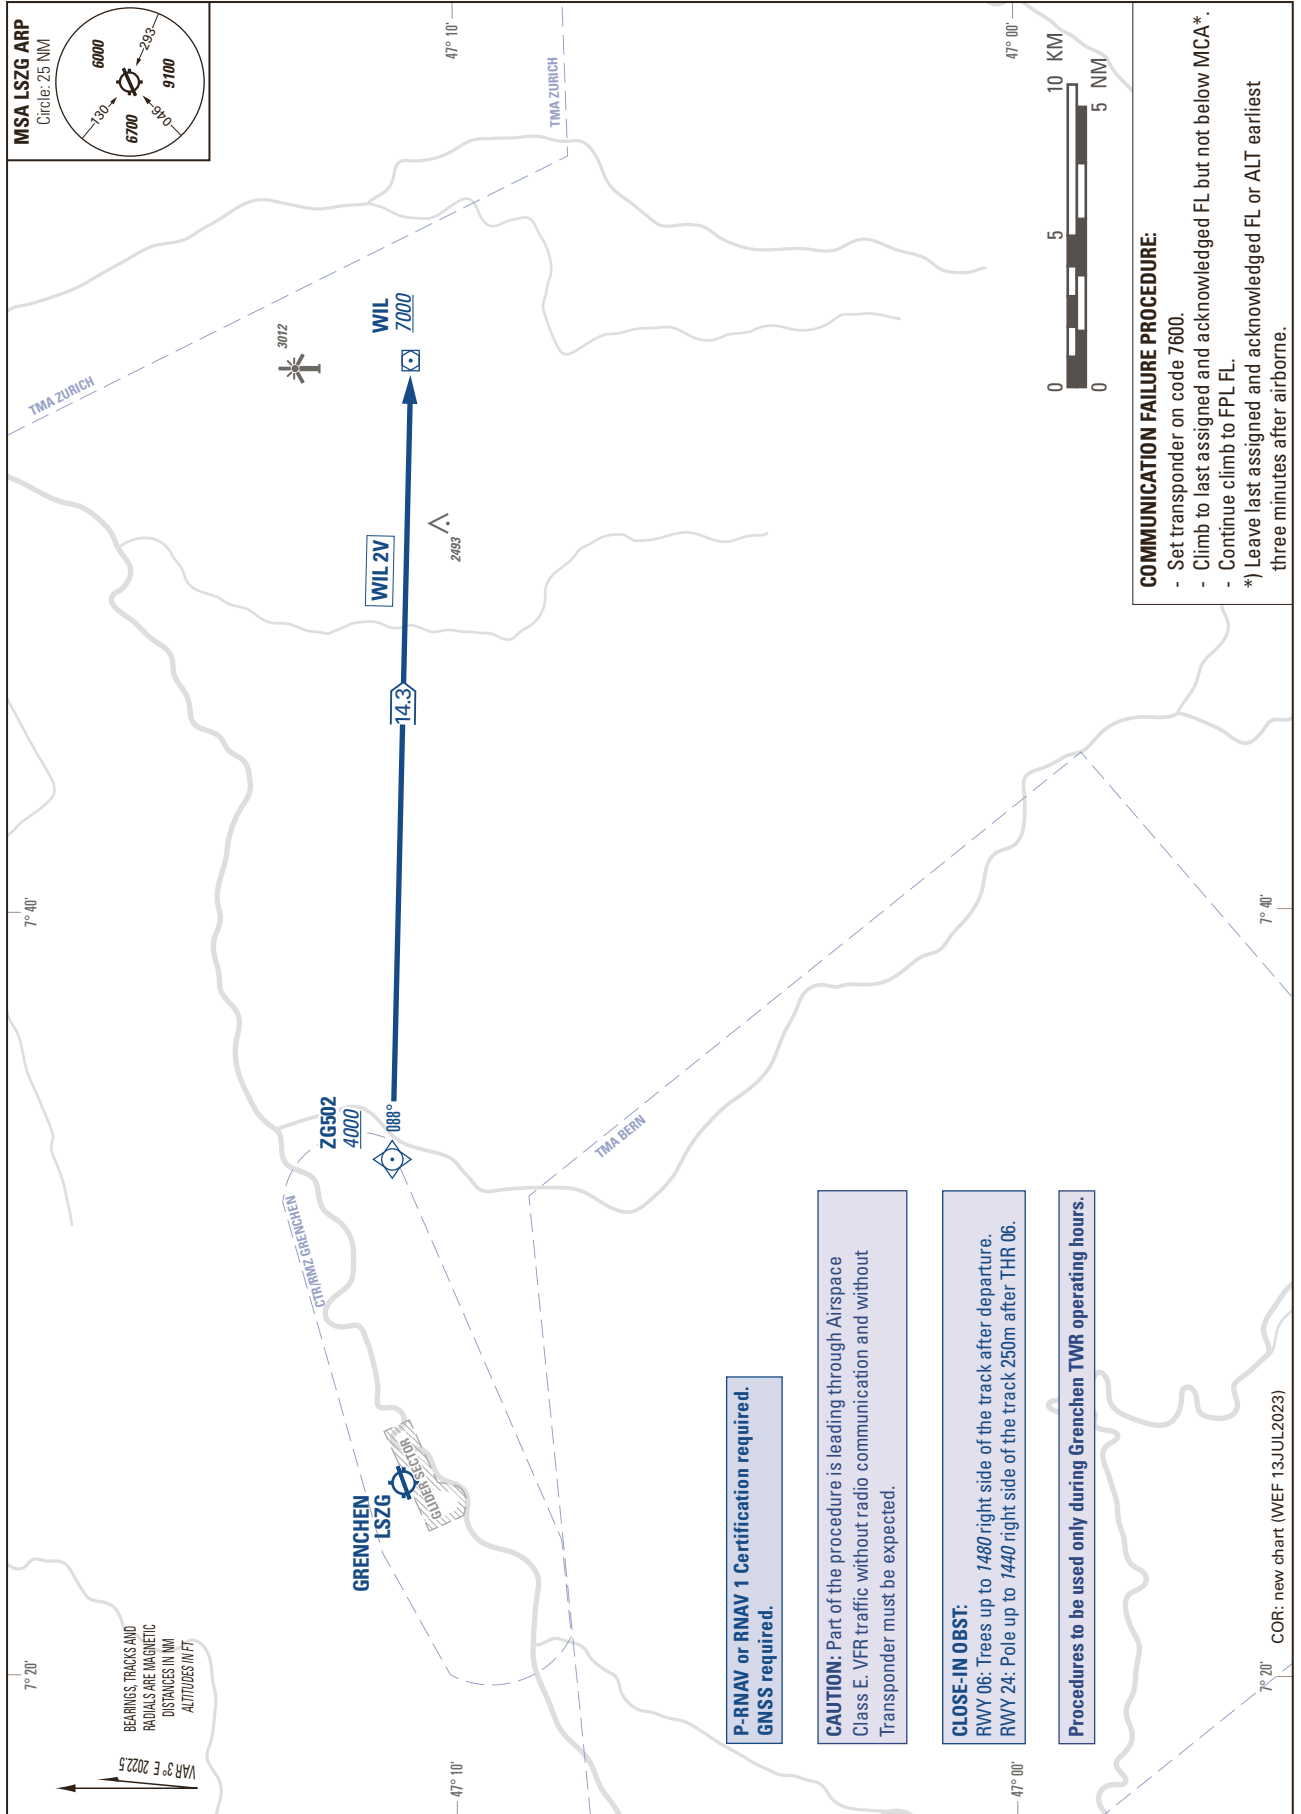 VAR 3° E 2022.5
BEARINGS, TRACKS AND
RADIALS ARE MAGNETIC
DISTANCES IN NM
ALTITUDES IN FT
7° 20'
7° 40'
TMA ZURICH
MSA LSZG ARP
Circle: 25 NM
130
6000
293
6700
046
9100
CTR/RMZ GRENCHEN
GRENCHEN
LSZG
GLIDER SECTOR
ZG502
4000
088°
14.3
WIL 2V
WIL
7000
3012
2493
47° 10'
47° 10'
TMA ZURICH
TMA BERN
P-RNAV or RNAV 1 Certification required.
GNSS required.
CAUTION: Part of the procedure is leading through Airspace
Class E. VFR traffic without radio communication and without
Transponder must be expected.
CLOSE-IN OBST:
RWY 06: Trees up to 1480 right side of the track after departure.
RWY 24: Pole up to 1440 right side of the track 250m after THR 06.
Procedures to be used only during Grenchen TWR operating hours.
47° 00'
47° 00'
0 5 10 KM
0 5 NM
COMMUNICATION FAILURE PROCEDURE:
- Set transponder on code 7600.
- Climb to last assigned and acknowledged FL but not below MCA*.
- Continue climb to FPL FL.
*) Leave last assigned and acknowledged FL or ALT earliest
three minutes after airborne.
7° 20'
7° 40'
COR: new chart (WEF 13JUL2023)